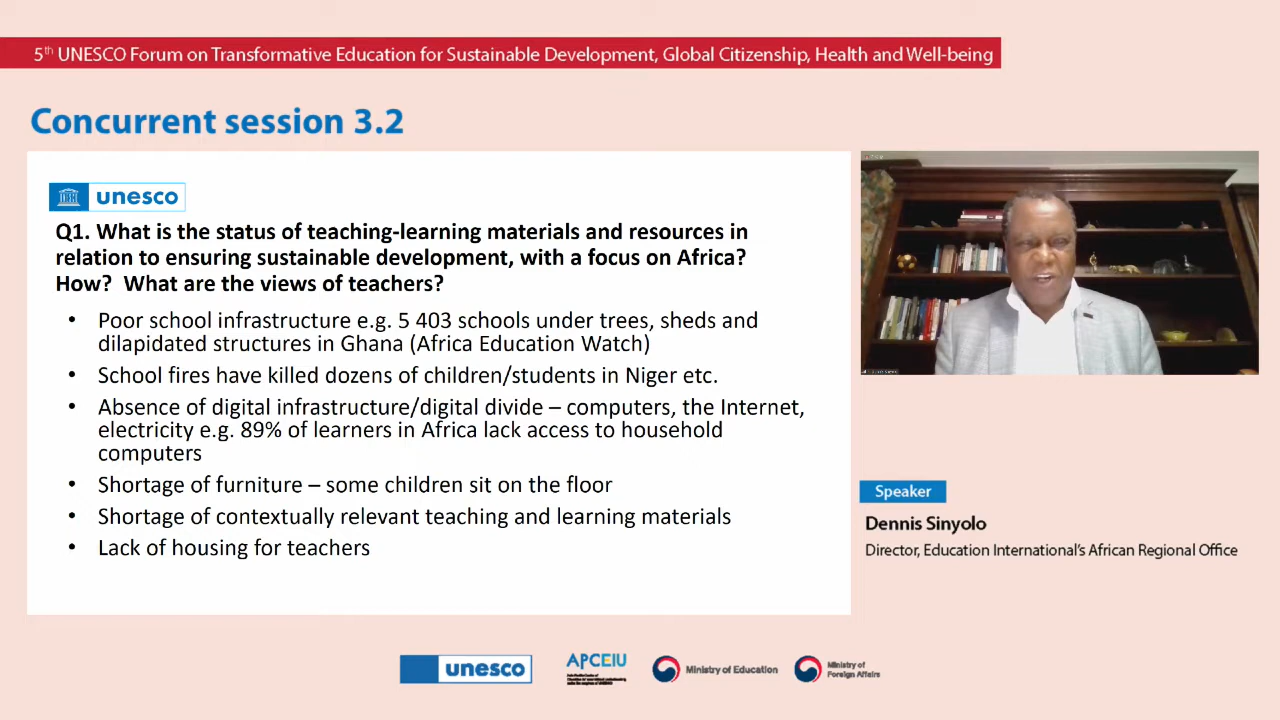 5th UNESCO Forum on Transformative Education for Sustainable Development, Global Citizenship, Health and Well-being
Concurrent session 3.2
unesco
Q1. What is the status of teaching-learning materials and resources in
relation to ensuring sustainable development, with a focus on Africa?
How? What are the views of teachers?
• Poor school infrastructure e.g. 5 403 schools under trees, sheds and
dilapidated structures in Ghana (Africa Education Watch)
• School fires have killed dozens of children/students in Niger etc.
• Absence of digital infrastructure/digital divide – computers, the Internet,
electricity e.g. 89% of learners in Africa lack access to household
computers
• Shortage of furniture – some children sit on the floor
• Shortage of contextually relevant teaching and learning materials
• Lack of housing for teachers
Speaker
Dennis Sinyolo
Director, Education International's African Regional Office
unesco
APCEIU
Ministry of Education
Ministry of
Foreign Affairs